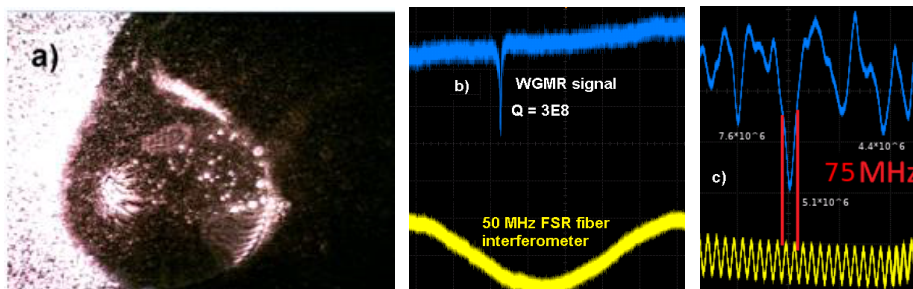 a)
b)
WGMR signal
Q = 3E8
50 MHz FSR fiber
interferometer
7.6*10^6
4.4*10^6
75 MHz
c)
5.1*10^6